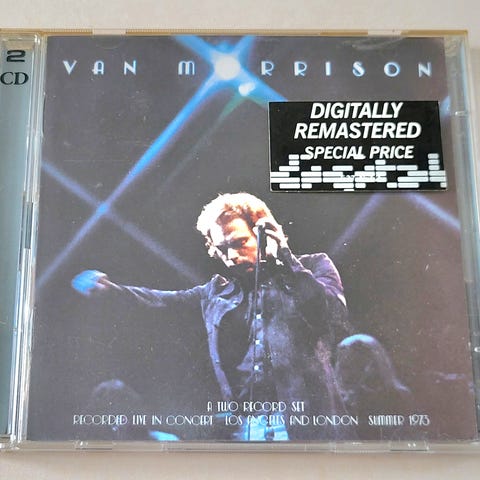 2
CD
VAN MORRISON
DIGITALLY
REMASTERED
SPECIAL PRICE
A TWO RECORD SET
RECORDED LIVE IN CONCERT LOS ANGELES AND LONDON SUMMER 1973